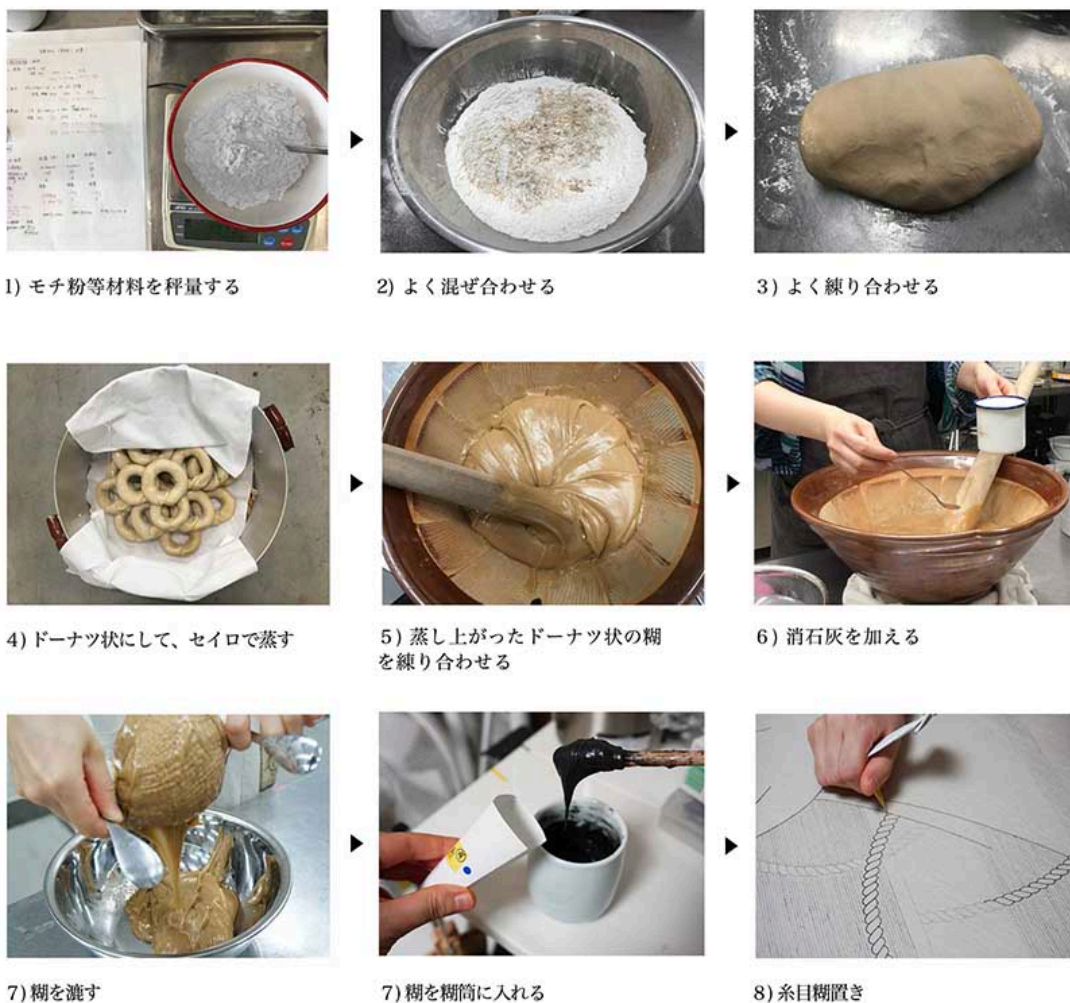 1) モチ粉等材料を秤量する
2) よく混ぜ合わせる
3) よく練り合わせる
4) ドーナツ状にして、セイロで蒸す
5) 蒸し上がったドーナツ状の糊
を練り合わせる
6) 消石灰を加える
7) 糊を漉す
7) 糊を糊筒に入れる
8) 糸目糊置き